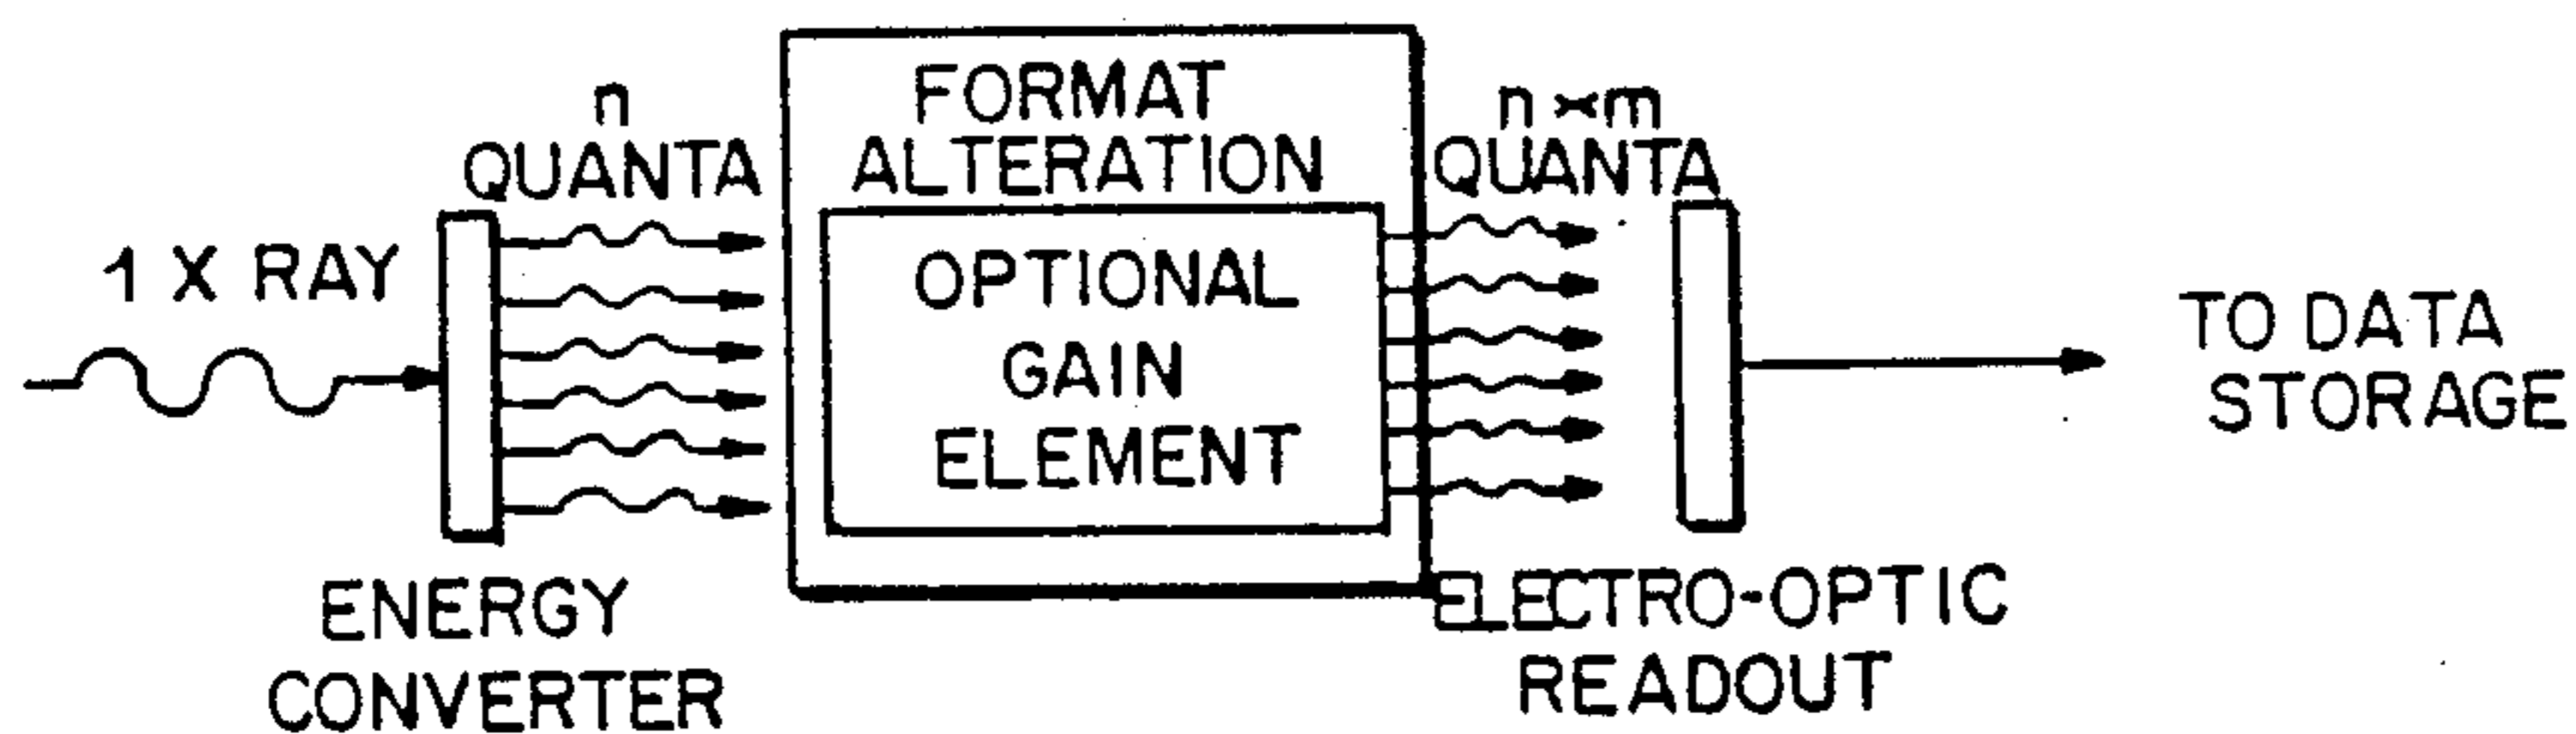 1 X RAY
n
QUANTA
ENERGY
CONVERTER
FORMAT
ALTERATION
OPTIONAL
GAIN
ELEMENT
n × m
QUANTA
ELECTRO-OPTIC
READOUT
TO DATA
STORAGE